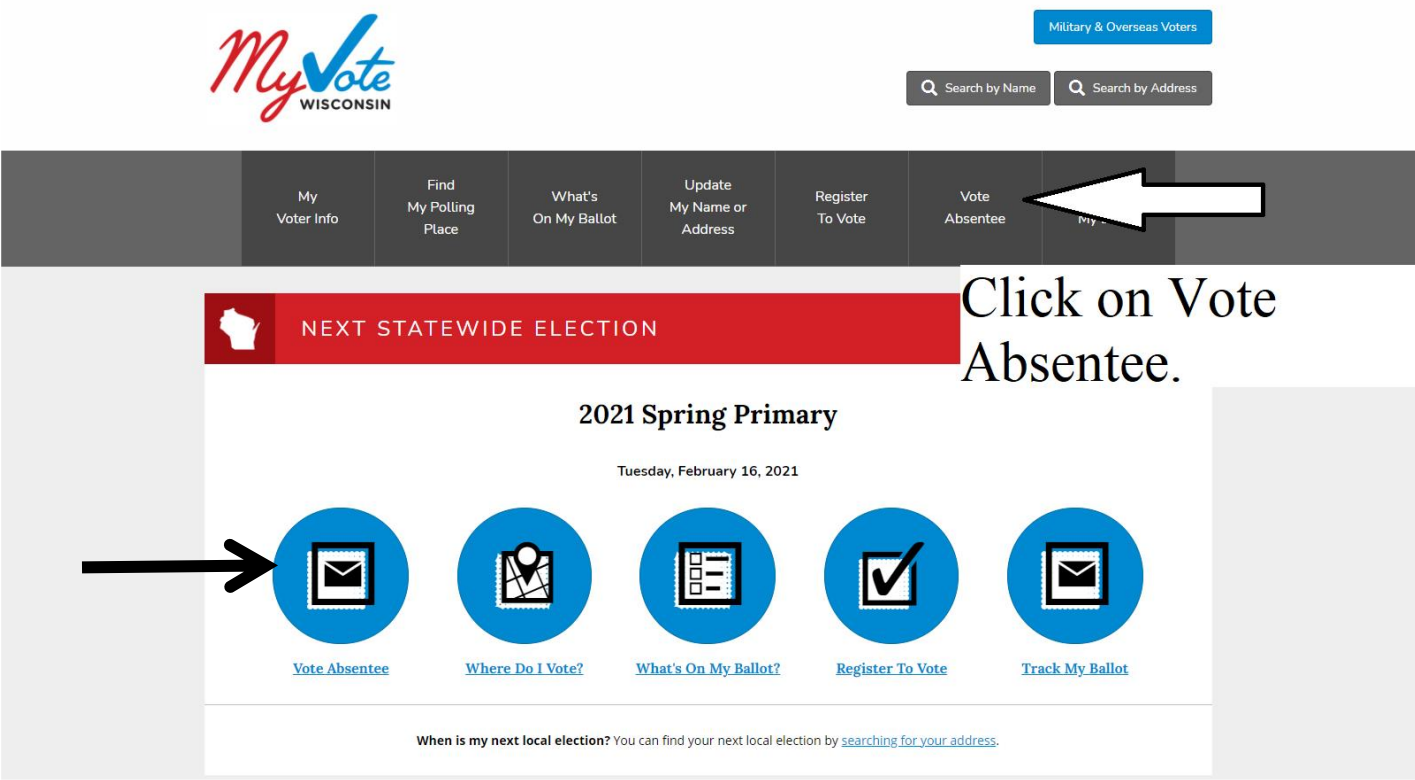 MyVote
WISCONSIN
Military & Overseas Voters
Search by Name
Search by Address
My
Voter Info
Find
My Polling
Place
What's
On My Ballot
Update
My Name or
Address
Register
To Vote
Vote
Absentee
My
Click on Vote
Absentee.
NEXT STATEWIDE ELECTION
2021 Spring Primary
Tuesday, February 16, 2021
Vote Absentee
Where Do I Vote?
What's On My Ballot?
Register To Vote
Track My Ballot
When is my next local election? You can find your next local election by searching for your address.